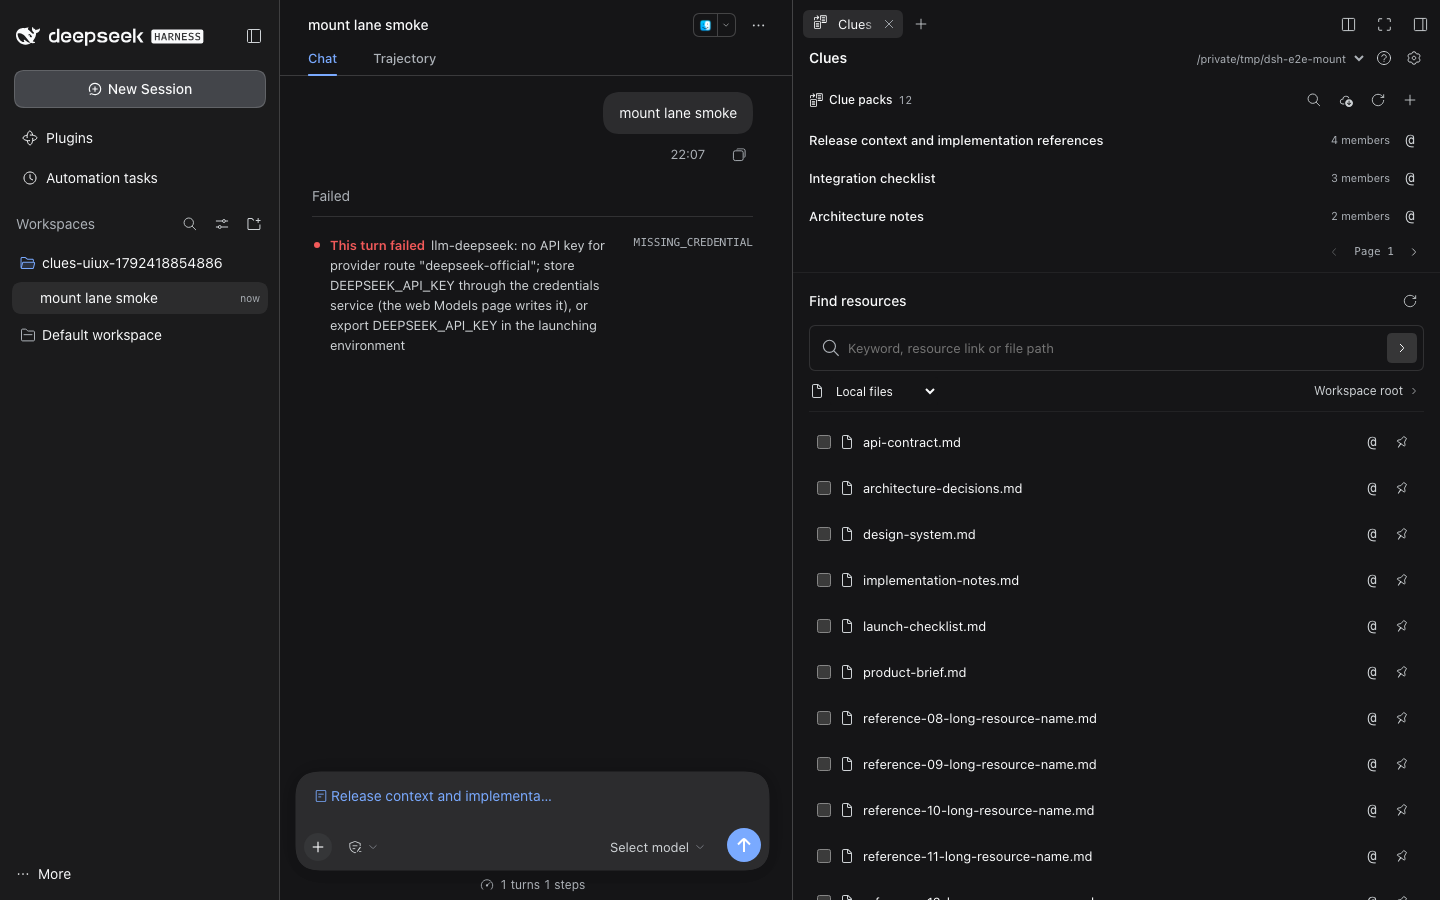 deepseek HARNESS
New Session
Plugins
Automation tasks
Workspaces
clues-uiux-1792418854886
mount lane smoke now
Default workspace
More
mount lane smoke
Chat Trajectory
mount lane smoke
22:07
Failed
This turn failed llm-deepseek: no API key for
provider route "deepseek-official"; store
DEEPSEEK_API_KEY through the credentials
service (the web Models page writes it), or
export DEEPSEEK_API_KEY in the launching
environment
MISSING_CREDENTIAL
Release context and implementa...
Select model
1 turns 1 steps
Clues
Clues
/private/tmp/dsh-e2e-mount
Clue packs 12
Release context and implementation references 4 members @
Integration checklist 3 members @
Architecture notes 2 members @
Page 1
Find resources
Keyword, resource link or file path
Local files
Workspace root
api-contract.md @
architecture-decisions.md @
design-system.md @
implementation-notes.md @
launch-checklist.md @
product-brief.md @
reference-08-long-resource-name.md @
reference-09-long-resource-name.md @
reference-10-long-resource-name.md @
reference-11-long-resource-name.md @